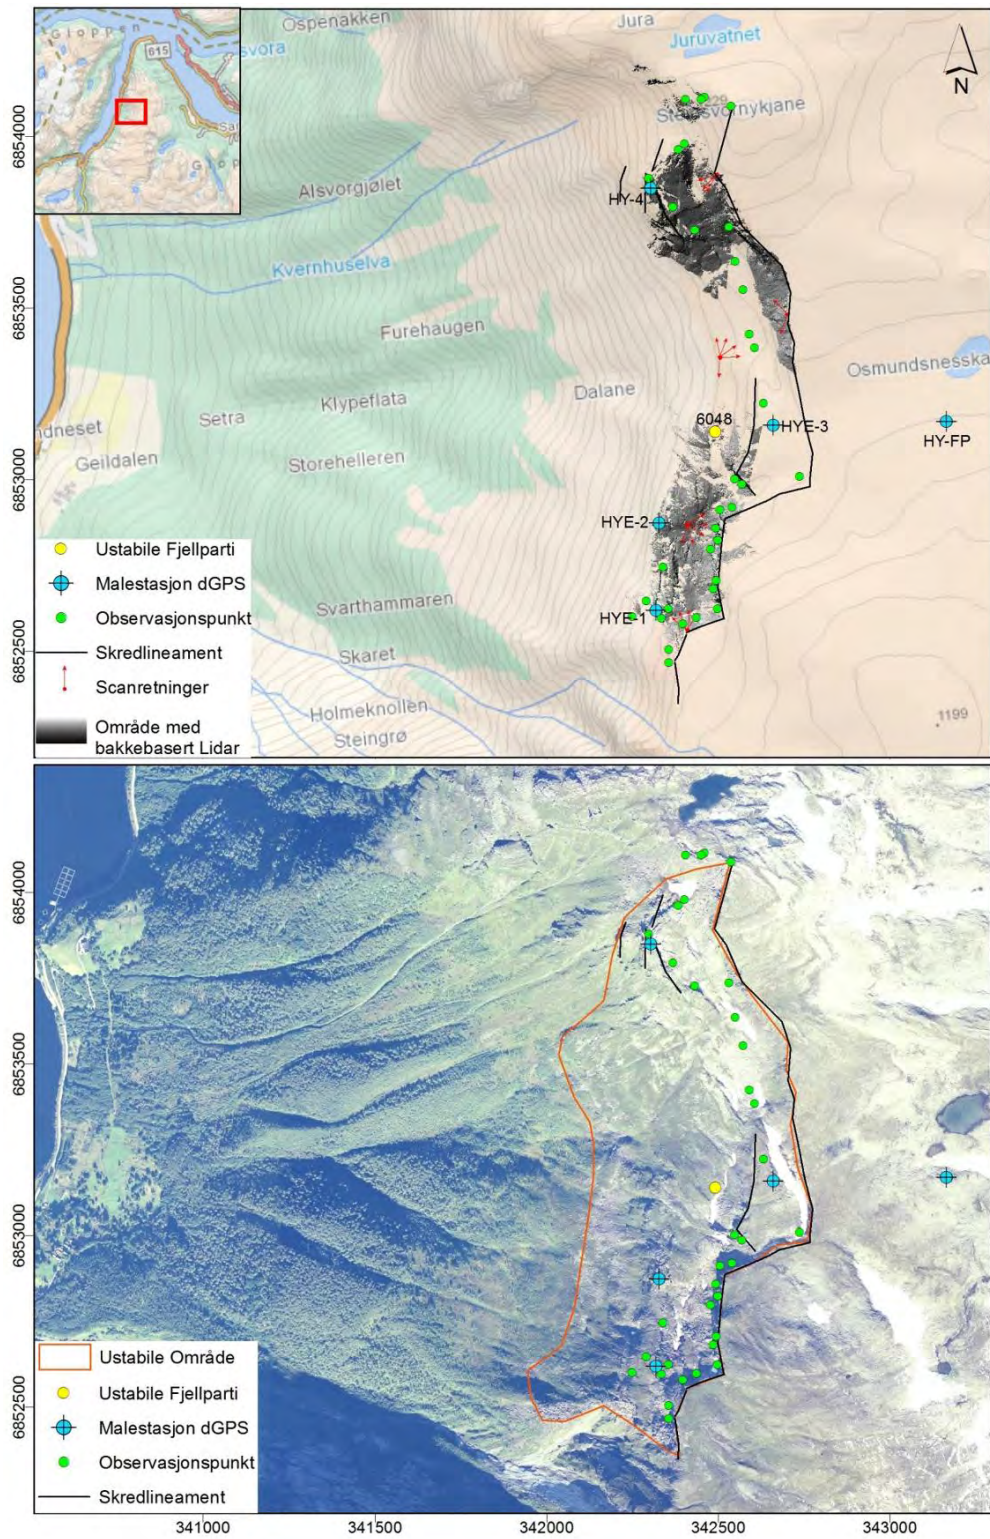 Gloppen
615
Ospenakken
Jura
Juruvatnet
N
6854000
Alsvorgjølet
HY-4
Kvernhuselva
6853500
Furehaugen
Osmundsnesska
Dalane
Klypeflata
Setra
6048
HYE-3
HY-FP
ndneset
Geildalen
Storehelleren
6853000
HYE-2
Ustabile Fjellparti
Malestasjon dGPS
Svarthammaren
HYE-1
Observasjonspunkt
6852500
Skaret
Skredlineament
Scanretninger
Holmeknollen
Steingrø
1199
Område med
bakkebasert Lidar
6854000
6853500
6853000
6852500
Ustabile Område
Ustabile Fjellparti
Malestasjon dGPS
Observasjonspunkt
Skredlineament
341000
341500
342000
342500
343000